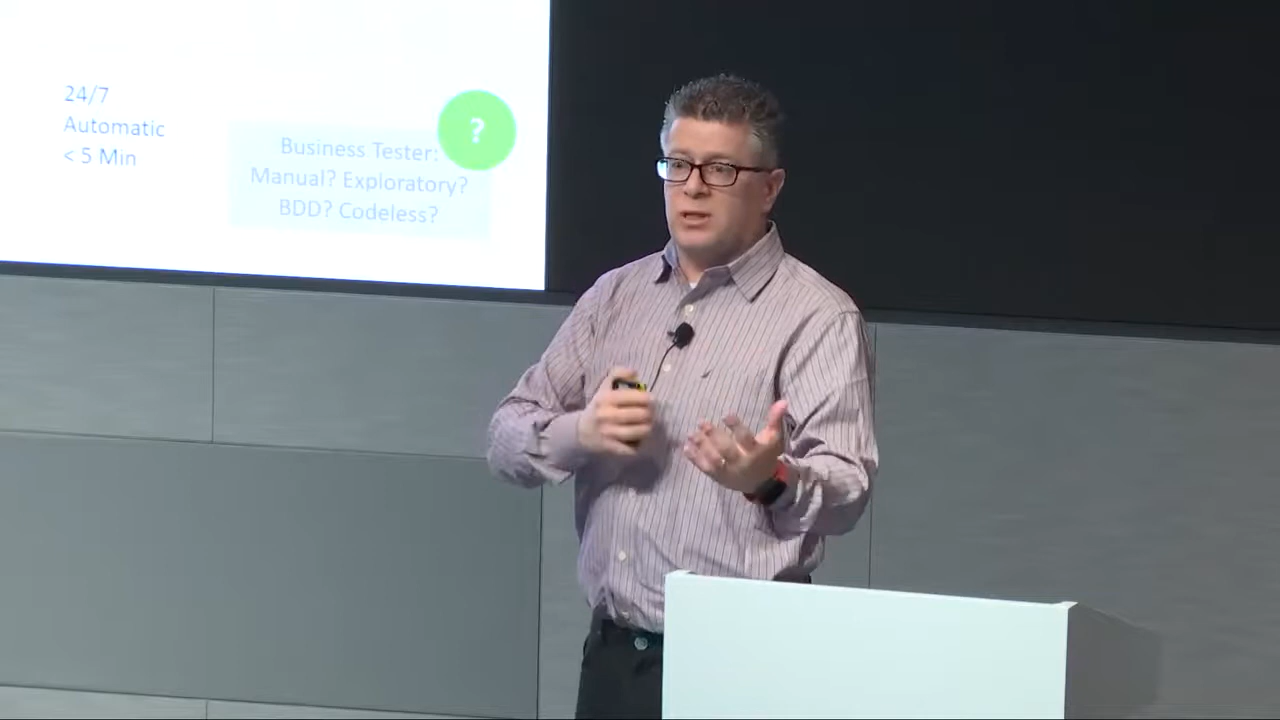 24/7
Automatic
< 5 Min
?
Business Tester:
Manual? Exploratory?
BDD? Codeless?